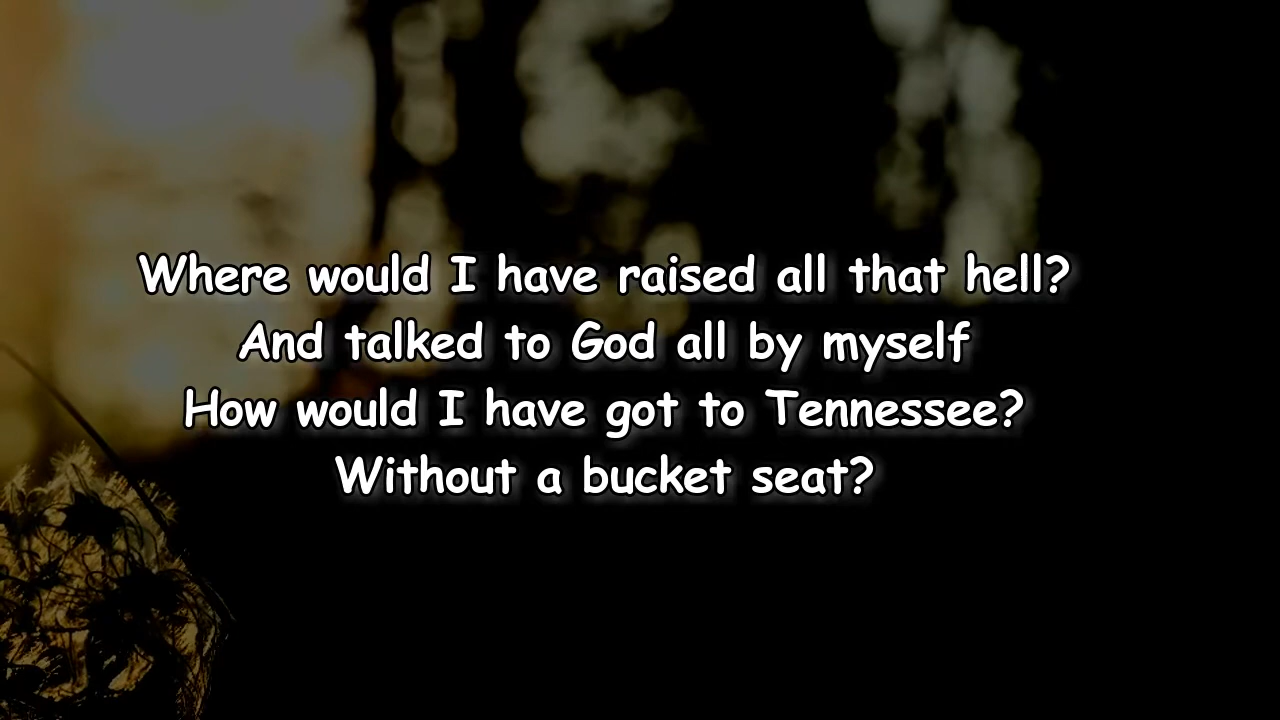 Where would I have raised all that hell?
And talked to God all by myself
How would I have got to Tennessee?
Without a bucket seat?